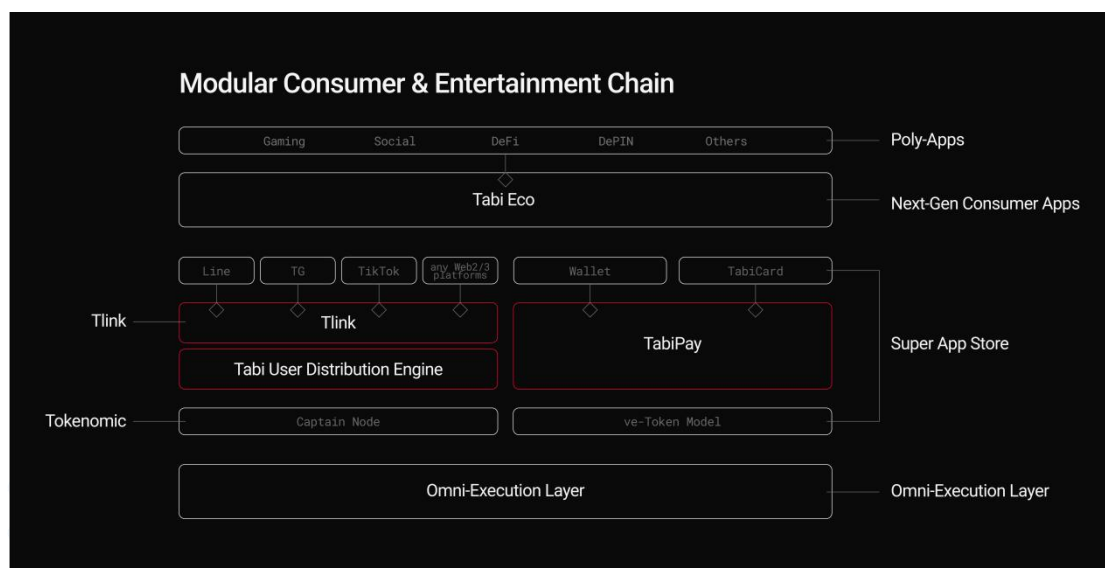 Modular Consumer & Entertainment Chain
Gaming Social DeFi DePIN Others
Poly-Apps
Tabi Eco
Next-Gen Consumer Apps
Line TG TikTok any Web2/3 platforms Wallet TabiCard
Tlink
Tlink
TabiPay
Super App Store
Tabi User Distribution Engine
Tokenomic
Captain Node ve-Token Model
Omni-Execution Layer
Omni-Execution Layer